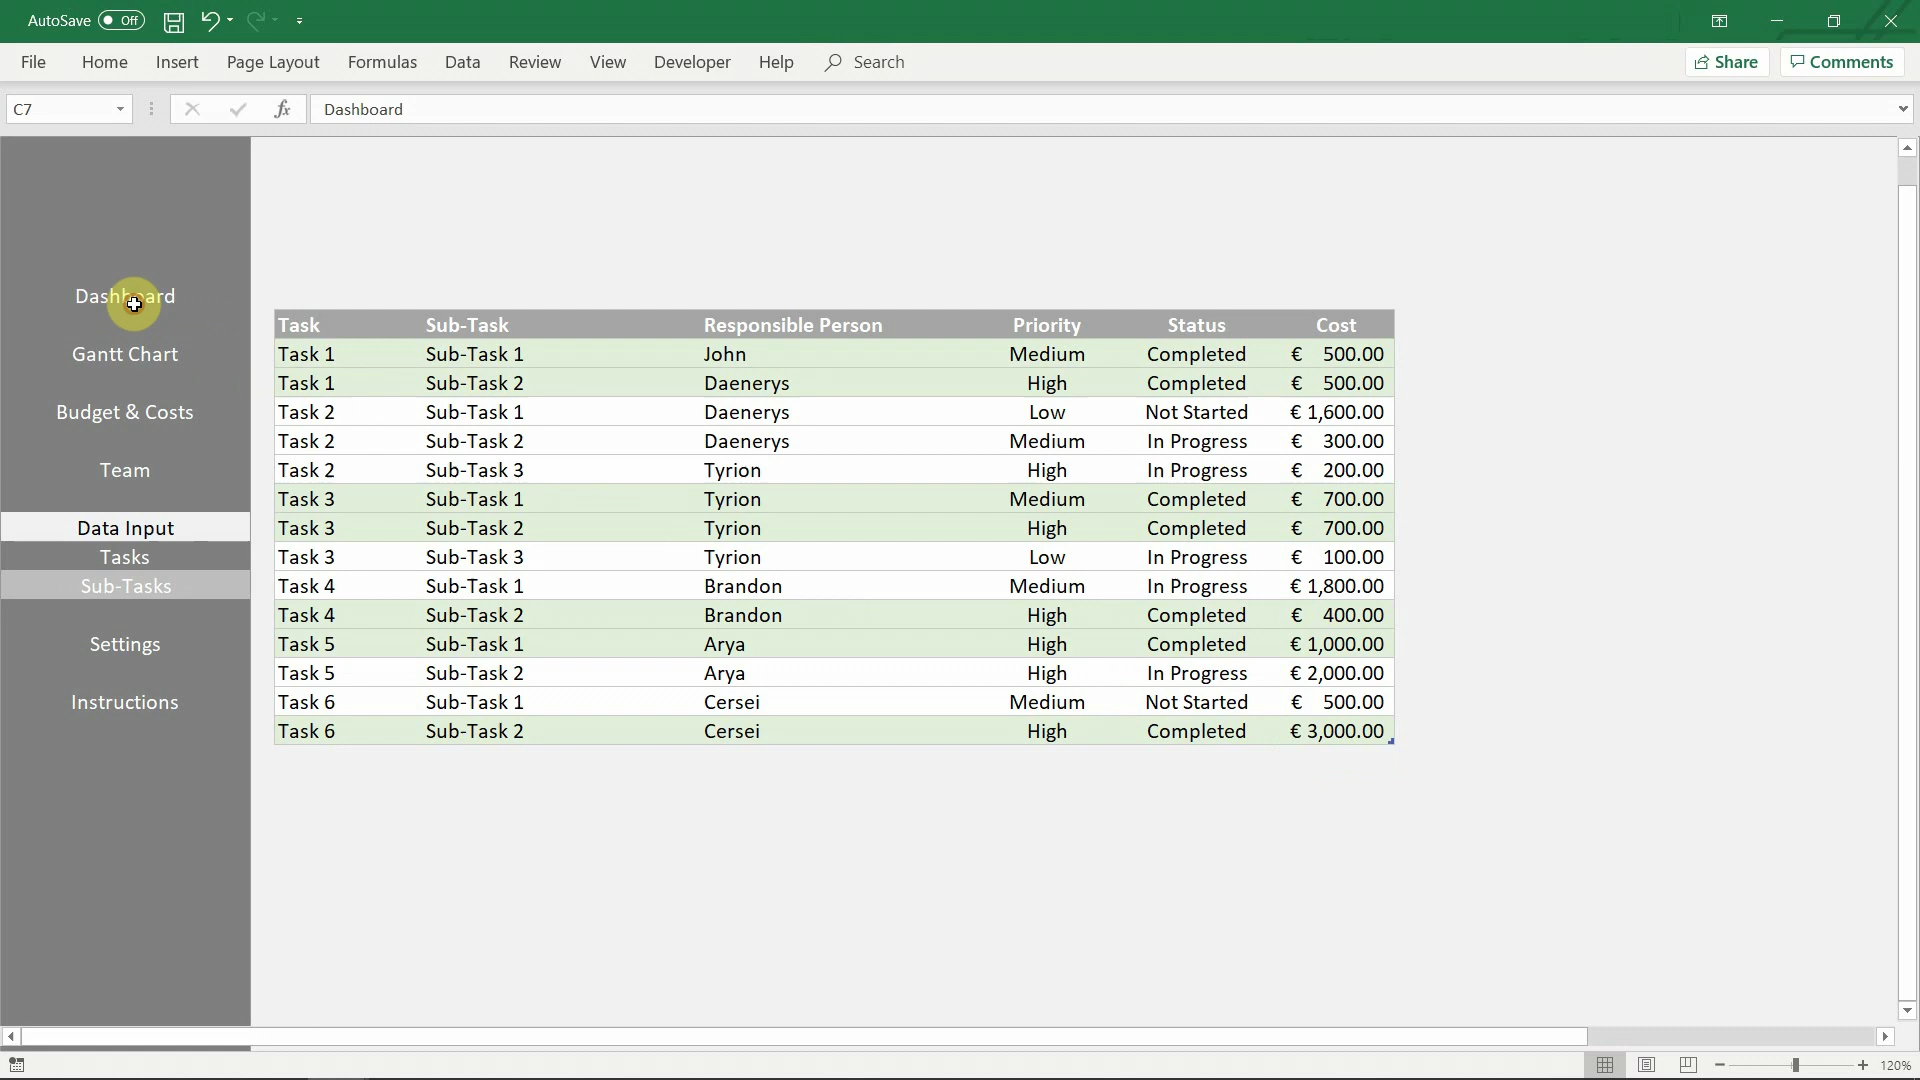 AutoSave Off
File Home Insert Page Layout Formulas Data Review View Developer Help Search Share Comments
C7 fx Dashboard
Dashboard
Gantt Chart
Budget & Costs
Team
Data Input
Tasks
Sub-Tasks
Settings
Instructions
Task Sub-Task Responsible Person Priority Status Cost
Task 1 Sub-Task 1 John Medium Completed € 500.00
Task 1 Sub-Task 2 Daenerys High Completed € 500.00
Task 2 Sub-Task 1 Daenerys Low Not Started € 1,600.00
Task 2 Sub-Task 2 Daenerys Medium In Progress € 300.00
Task 2 Sub-Task 3 Tyrion High In Progress € 200.00
Task 3 Sub-Task 1 Tyrion Medium Completed € 700.00
Task 3 Sub-Task 2 Tyrion High Completed € 700.00
Task 3 Sub-Task 3 Tyrion Low In Progress € 100.00
Task 4 Sub-Task 1 Brandon Medium In Progress € 1,800.00
Task 4 Sub-Task 2 Brandon High Completed € 400.00
Task 5 Sub-Task 1 Arya High Completed € 1,000.00
Task 5 Sub-Task 2 Arya High In Progress € 2,000.00
Task 6 Sub-Task 1 Cersei Medium Not Started € 500.00
Task 6 Sub-Task 2 Cersei High Completed € 3,000.00
120%